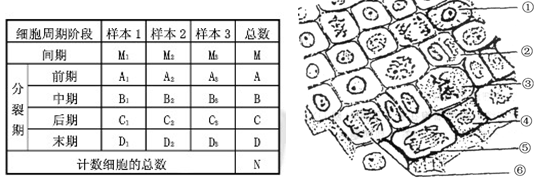 细胞周期阶段 样本1 样本2 样本3 总数
间期 M₁ M₂ M₃ M
分裂期
前期 A₁ A₂ A₃ A
中期 B₁ B₂ B₃ B
后期 C₁ C₂ C₃ C
末期 D₁ D₂ D₃ D
计数细胞的总数 N
①
②
③
④
⑤
⑥